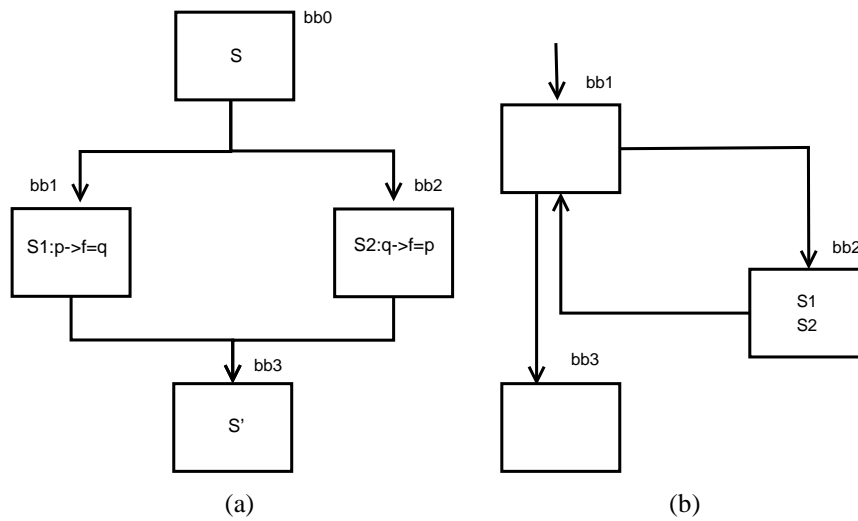 bb0
S
bb1
bb2
S1:p->f=q
S2:q->f=p
bb3
S'
(a)
bb1
bb2
S1
S2
bb3
(b)